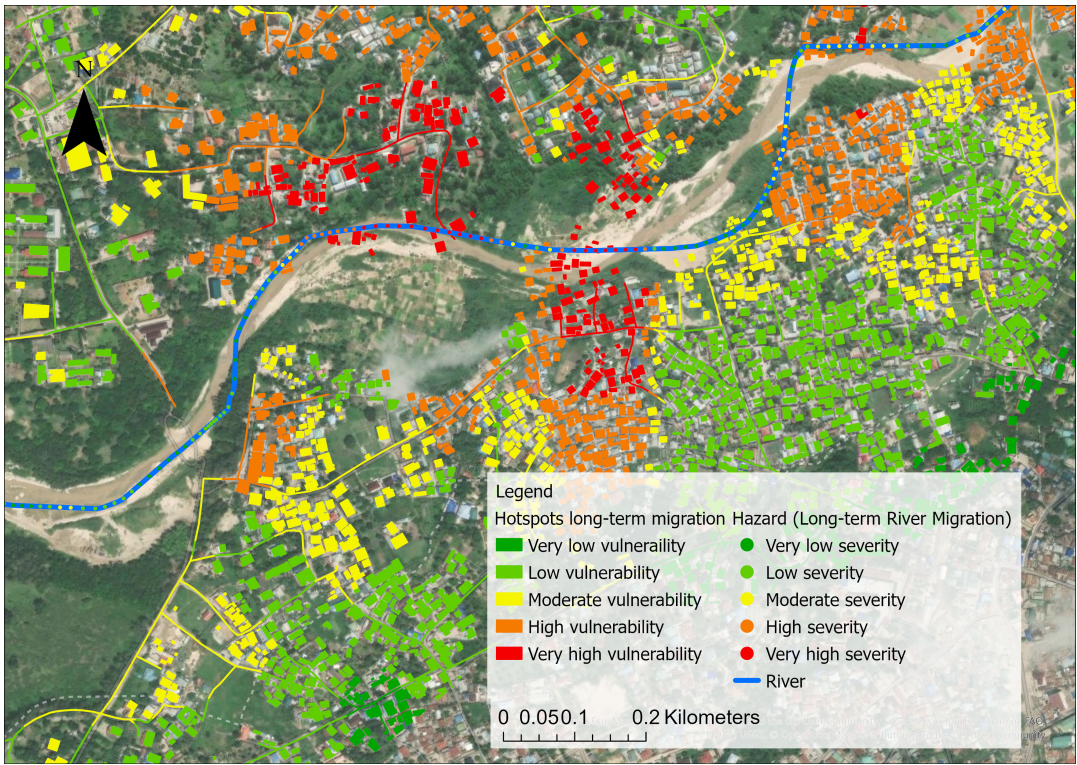 N
Legend
Hotspots long-term migration Hazard (Long-term River Migration)
Very low vulneraility Very low severity
Low vulnerability Low severity
Moderate vulnerability Moderate severity
High vulnerability High severity
Very high vulnerability Very high severity
River
0 0.050.1 0.2 Kilometers